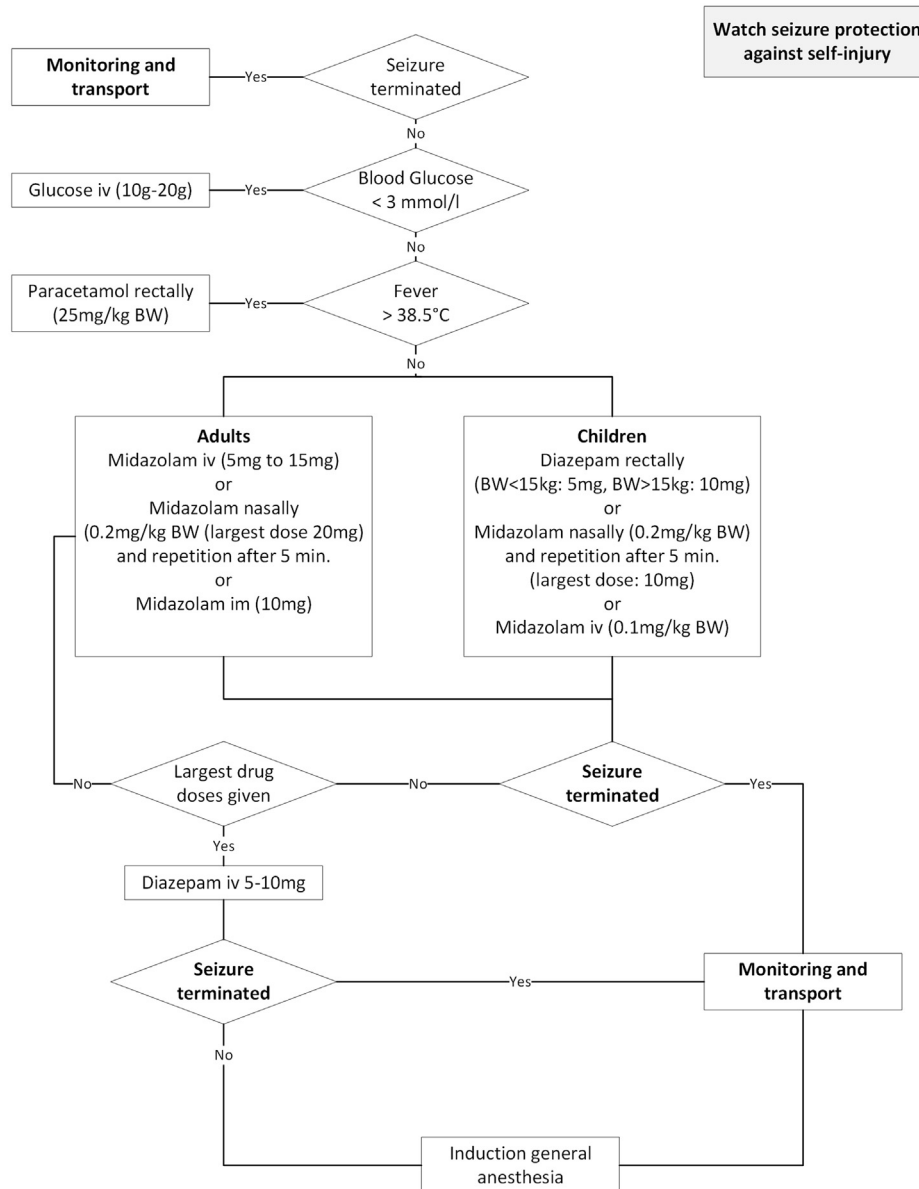 Watch seizure protection
against self-injury
Monitoring and
transport
Yes
Seizure
terminated
No
Glucose iv (10g-20g)
Yes
Blood Glucose
< 3 mmol/l
No
Paracetamol rectally
(25mg/kg BW)
Yes
Fever
> 38.5°C
No
Adults
Midazolam iv (5mg to 15mg)
or
Midazolam nasally
(0.2mg/kg BW (largest dose 20mg)
and repetition after 5 min.
or
Midazolam im (10mg)
Children
Diazepam rectally
(BW<15kg: 5mg, BW>15kg: 10mg)
or
Midazolam nasally (0.2mg/kg BW)
and repetition after 5 min.
(largest dose: 10mg)
or
Midazolam iv (0.1mg/kg BW)
No
Largest drug
doses given
No
Seizure
terminated
Yes
Yes
Diazepam iv 5-10mg
Seizure
terminated
Yes
Monitoring and
transport
No
Induction general
anesthesia